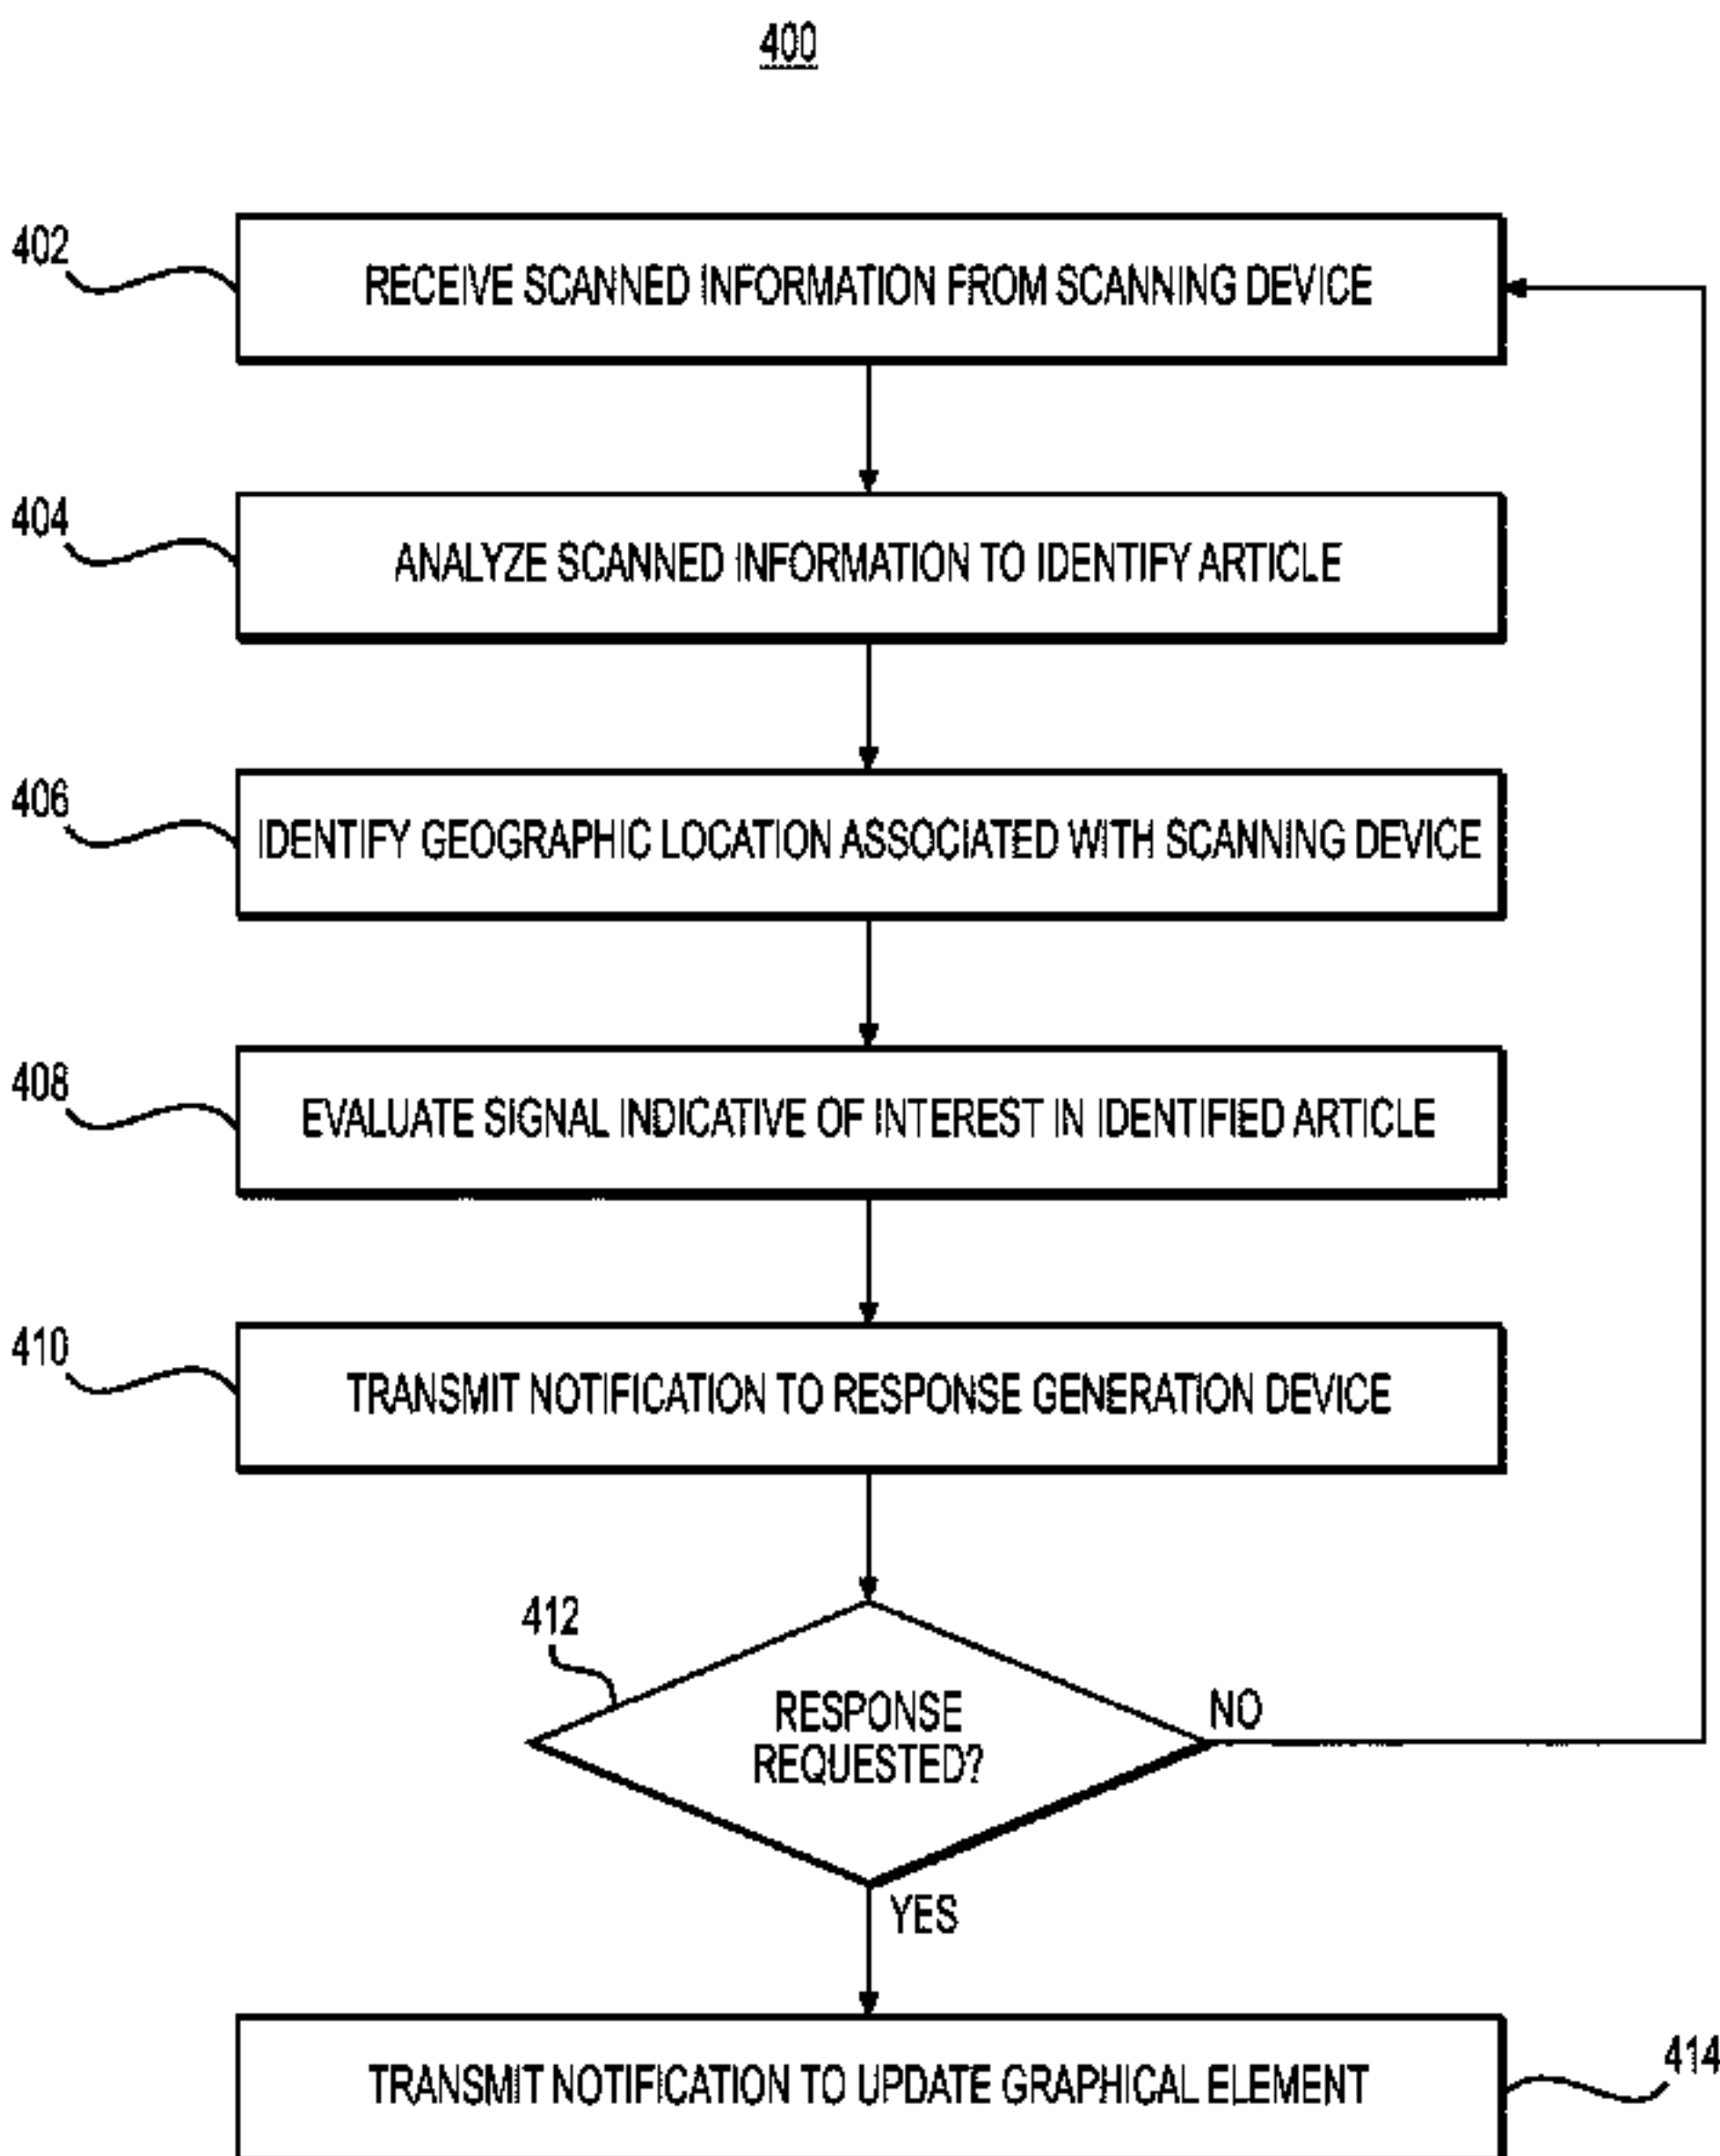 400
402
RECEIVE SCANNED INFORMATION FROM SCANNING DEVICE
404
ANALYZE SCANNED INFORMATION TO IDENTIFY ARTICLE
406
IDENTIFY GEOGRAPHIC LOCATION ASSOCIATED WITH SCANNING DEVICE
408
EVALUATE SIGNAL INDICATIVE OF INTEREST IN IDENTIFIED ARTICLE
410
TRANSMIT NOTIFICATION TO RESPONSE GENERATION DEVICE
412
RESPONSE
REQUESTED?
NO
YES
TRANSMIT NOTIFICATION TO UPDATE GRAPHICAL ELEMENT
414